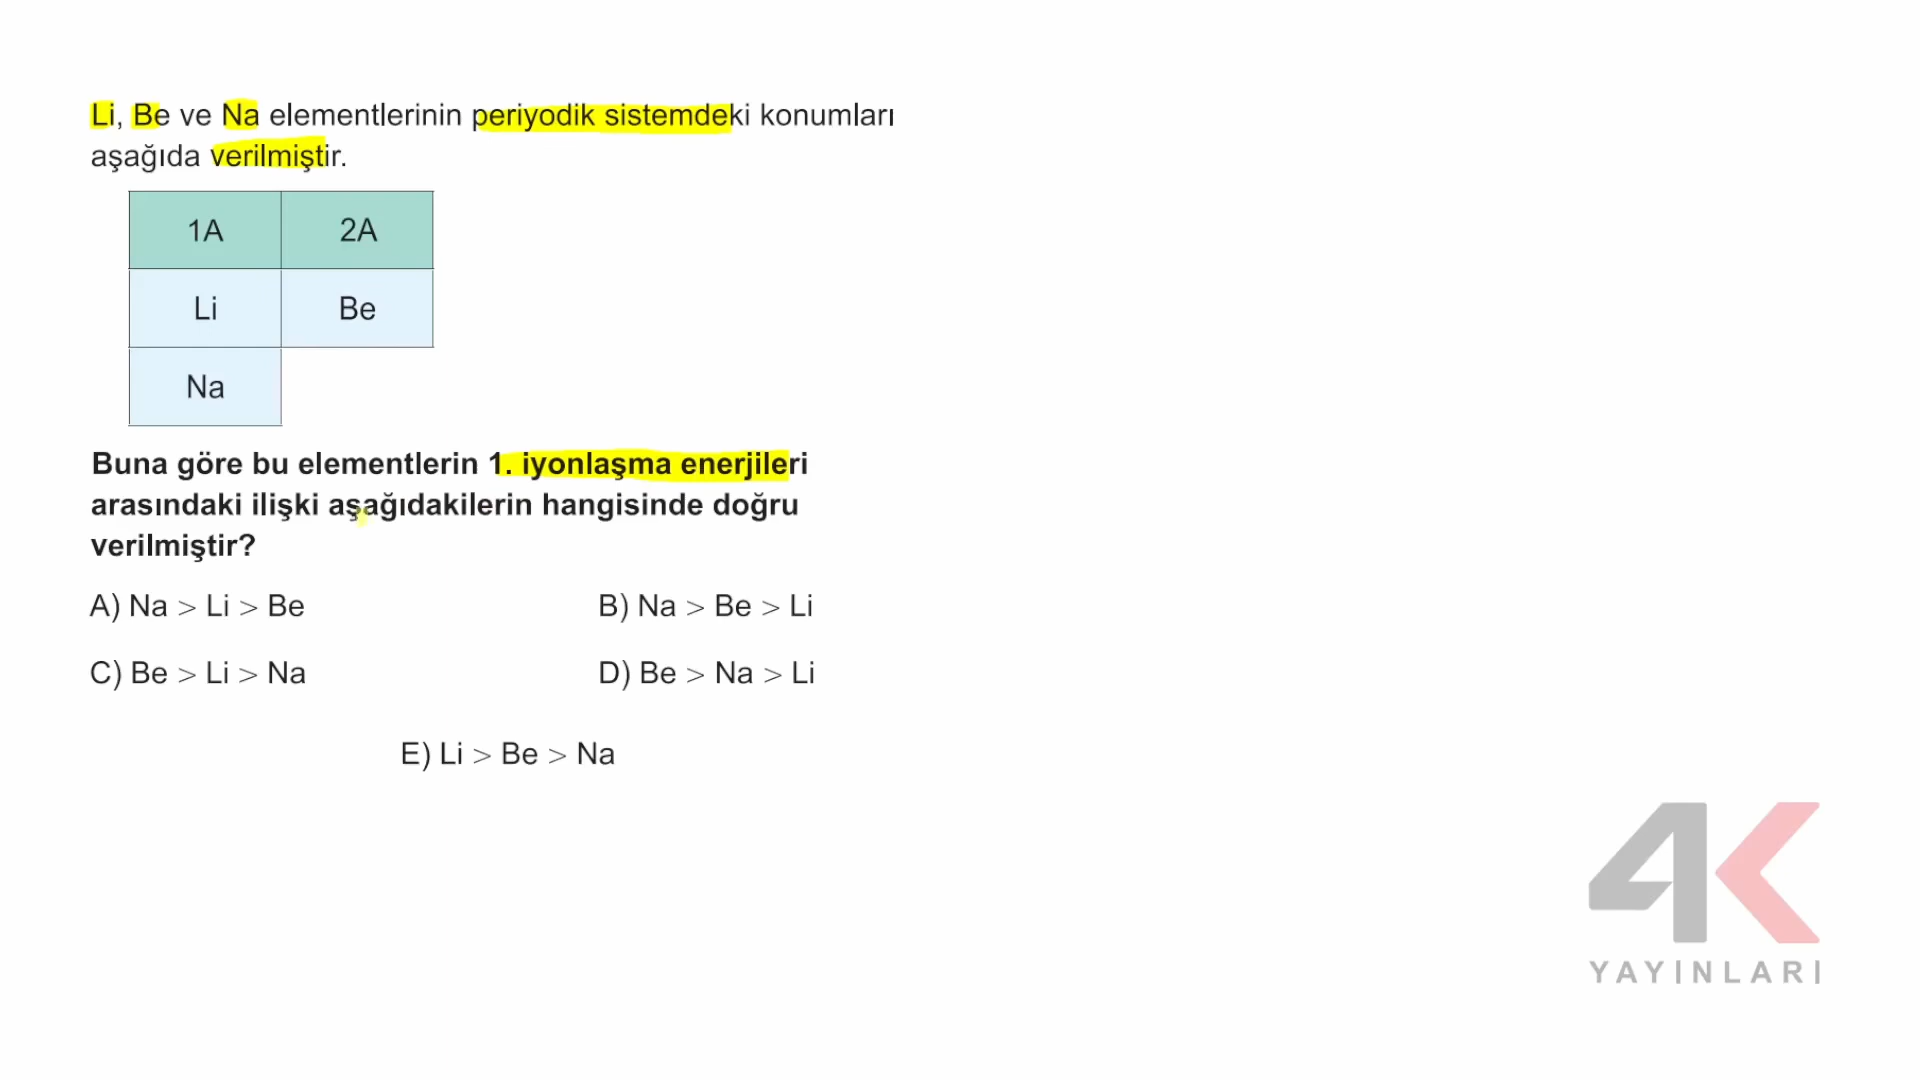 Li, Be ve Na elementlerinin periyodik sistemdeki konumları
aşağıda verilmiştir.
1A 2A
Li Be
Na
Buna göre bu elementlerin 1. iyonlaşma enerjileri
arasındaki ilişki aşağıdakilerin hangisinde doğru
verilmiştir?
A) Na > Li > Be B) Na > Be > Li
C) Be > Li > Na D) Be > Na > Li
E) Li > Be > Na
4K
YAYINLARI